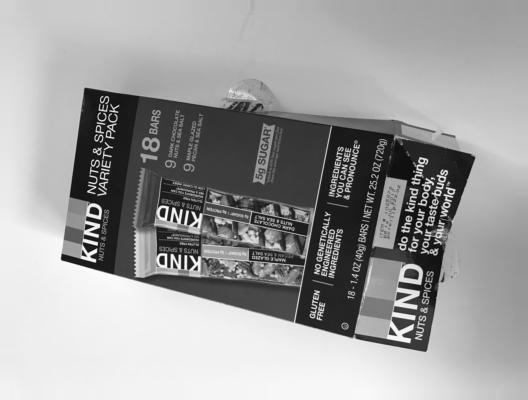 KIND
NUTS & SPICES
NUTS & SPICES
VARIETY PACK
18 BARS
9 DARK CHOCOLATE
NUTS & SEA SALT
9 MAPLE GLAZED
PECAN & SEA SALT
5g SUGAR
KIND
NUTS & SPICES
DARK CHOCOLATE
NUTS & SEA SALT
KIND
NUTS & SPICES
MAPLE GLAZED
PECAN & SEA SALT
GLUTEN
FREE
NO GENETICALLY
ENGINEERED
INGREDIENTS
INGREDIENTS
YOU CAN SEE
& PRONOUNCE®
18 - 1.4 OZ (40g) BARS | NET WT. 25.2 OZ (720g)
KIND
NUTS & SPICES
do the kind thing
for your body,
your taste buds
& your world